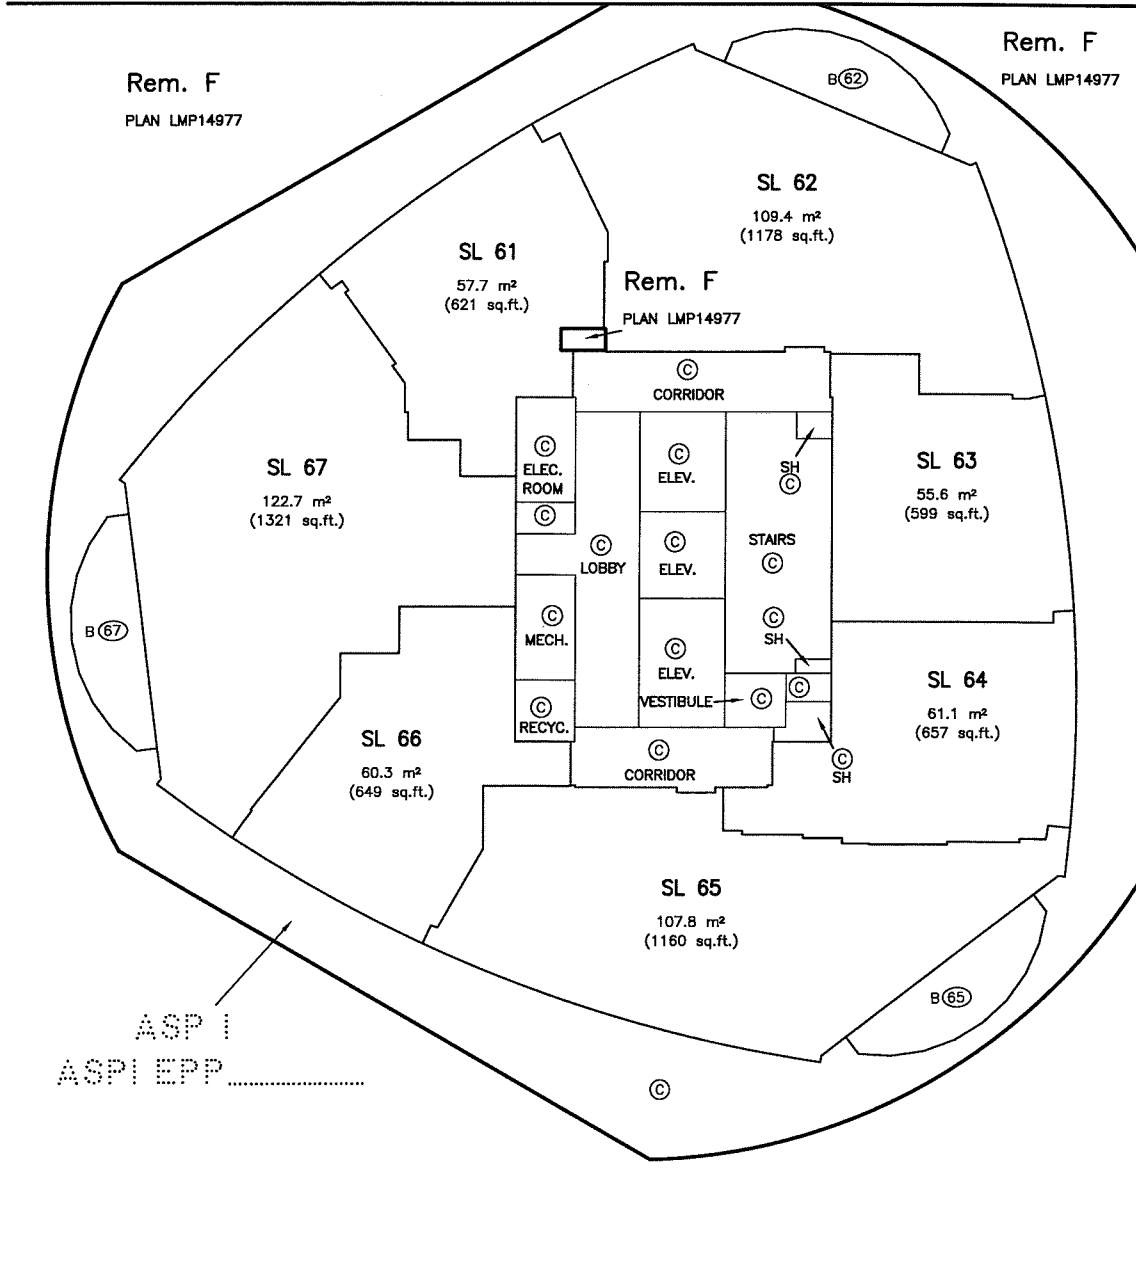 Rem. F
PLAN LMP14977
Rem. F
PLAN LMP14977
B 62
SL 62
109.4 m²
(1178 sq.ft.)
SL 61
57.7 m²
(621 sq.ft.)
Rem. F
PLAN LMP14977
C
CORRIDOR
SL 67
122.7 m²
(1321 sq.ft.)
C
ELEC.
ROOM
C
C
ELEV.
SH
C
SL 63
55.6 m²
(599 sq.ft.)
C
LOBBY
C
ELEV.
STAIRS
C
B 67
C
MECH.
C
ELEV.
C
SH
VESTIBULE
C
C
SL 64
61.1 m²
(657 sq.ft.)
C
RECYC.
SL 66
60.3 m²
(649 sq.ft.)
C
CORRIDOR
C
SH
SL 65
107.8 m²
(1160 sq.ft.)
B 65
ASP 1
ASP1 EPP
C